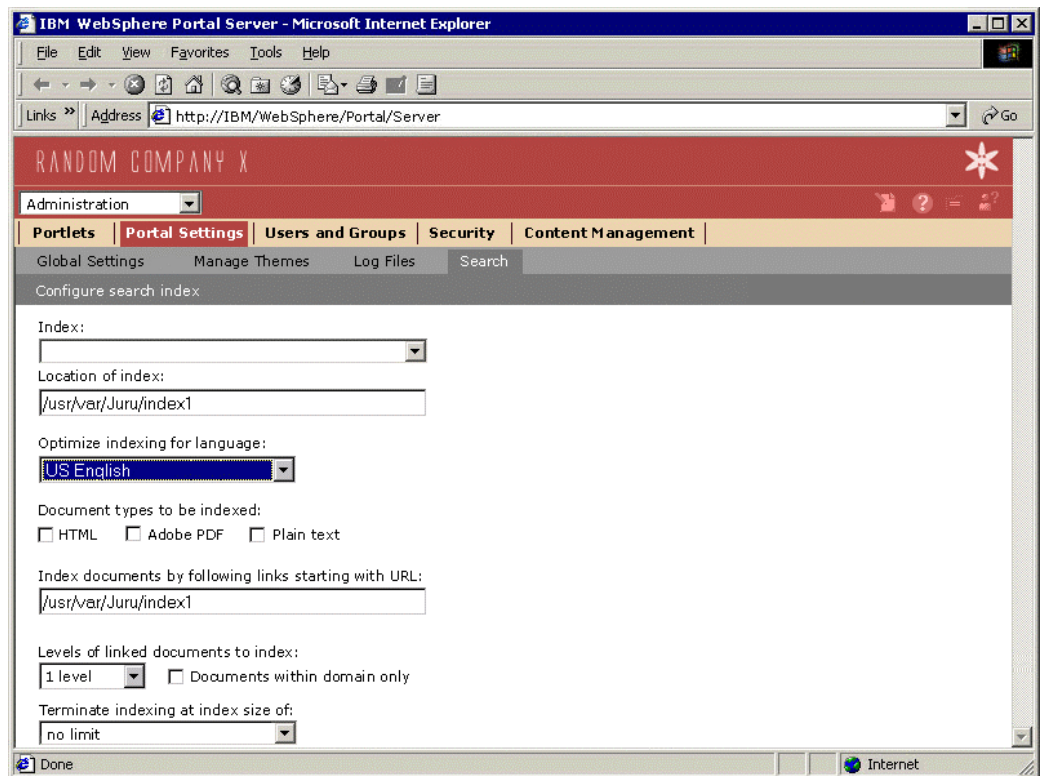 IBM WebSphere Portal Server - Microsoft Internet Explorer
File Edit View Favorites Tools Help
Links » Address http://IBM/WebSphere/Portal/Server Go
RANDOM COMPANY X
Administration
Portlets Portal Settings Users and Groups Security Content Management
Global Settings Manage Themes Log Files Search
Configure search index
Index:
Location of index:
/usr/var/Juru/index1
Optimize indexing for language:
US English
Document types to be indexed:
HTML Adobe PDF Plain text
Index documents by following links starting with URL:
/usr/var/Juru/index1
Levels of linked documents to index:
1 level Documents within domain only
Terminate indexing at index size of:
no limit
Done Internet